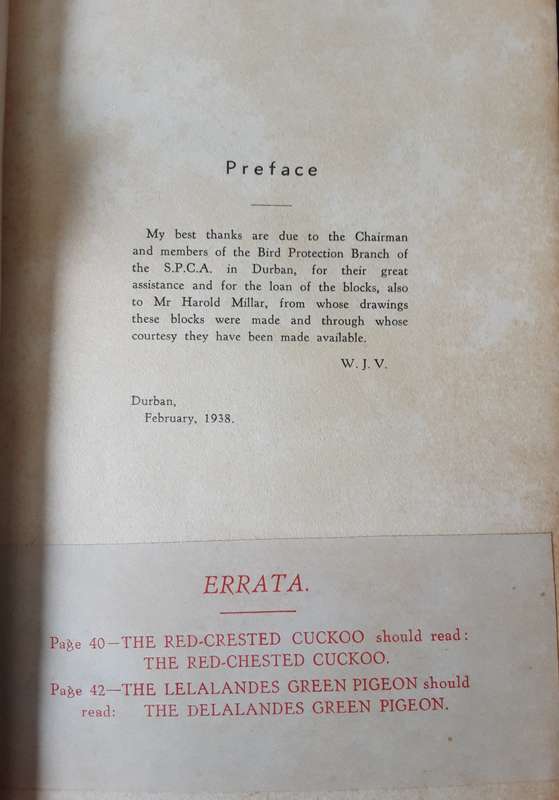 Preface
My best thanks are due to the Chairman
and members of the Bird Protection Branch of
the S.P.C.A. in Durban, for their great
assistance and for the loan of the blocks, also
to Mr Harold Millar, from whose drawings
these blocks were made and through whose
courtesy they have been made available.
W. J. V.
Durban,
February, 1938.
ERRATA.
Page 40—THE RED-CRESTED CUCKOO should read:
THE RED-CHESTED CUCKOO.
Page 42—THE LELALANDES GREEN PIGEON should
read: THE DELALANDES GREEN PIGEON.